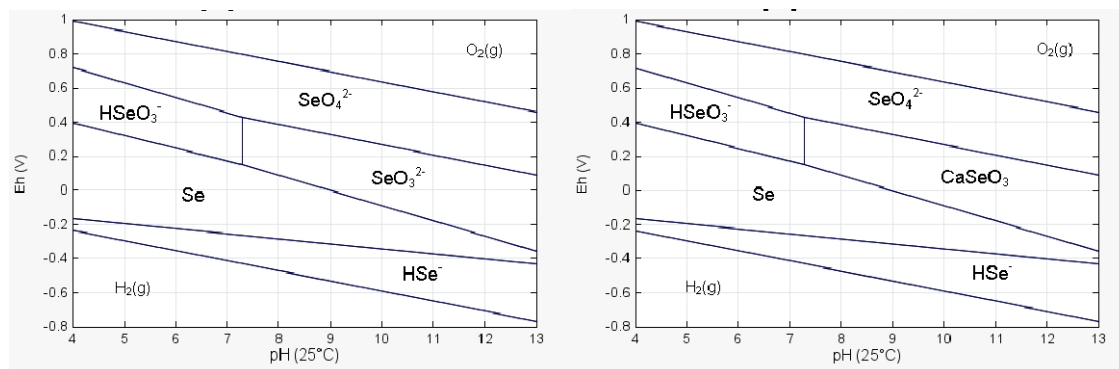 1
0.8
0.6
0.4
0.2
0
-0.2
-0.4
-0.6
-0.8
Eh (V)
O₂(g)
SeO₄²⁻
HSeO₃⁻
SeO₃²⁻
Se
HSe⁻
H₂(g)
4 5 6 7 8 9 10 11 12 13
pH (25°C)
1
0.8
0.6
0.4
0.2
0
-0.2
-0.4
-0.6
-0.8
Eh (V)
O₂(g)
SeO₄²⁻
HSeO₃⁻
CaSeO₃
Se
HSe⁻
H₂(g)
4 5 6 7 8 9 10 11 12 13
pH (25°C)